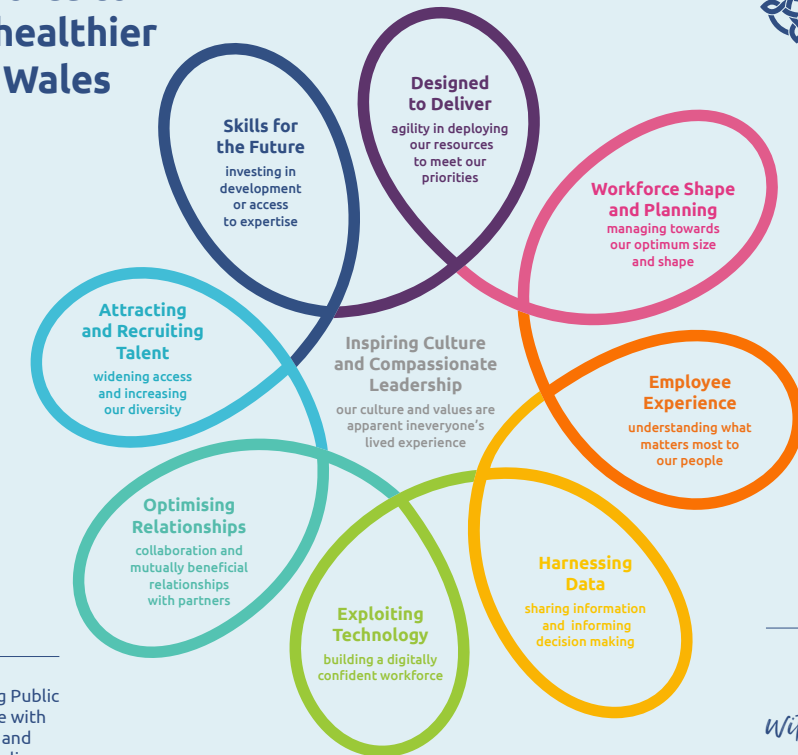 healthier
Wales
Designed
to Deliver
agility in deploying
our resources
to meet our
priorities
Skills for
the Future
investing in
development
or access
to expertise
Workforce Shape
and Planning
managing towards
our optimum size
and shape
Attracting
and Recruiting
Talent
widening access
and increasing
our diversity
Inspiring Culture
and Compassionate
Leadership
our culture and values are
apparent ineveryone's
lived experience
Employee
Experience
understanding what
matters most to
our people
Optimising
Relationships
collaboration and
mutually beneficial
relationships
with partners
Harnessing
Data
sharing information
and informing
decision making
Exploiting
Technology
building a digitally
confident workforce
g Public
e with
and